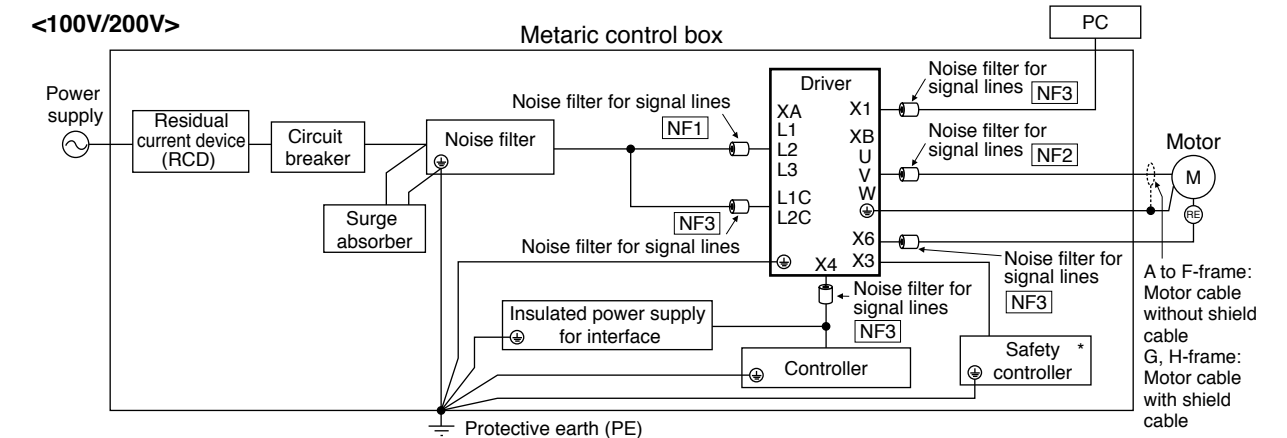 <100V/200V>
Metaric control box
PC
Power
supply
Residual
current device
(RCD)
Circuit
breaker
Noise filter
Surge
absorber
Noise filter for signal lines
NF1
NF3
Noise filter for signal lines
Driver
XA
L1
L2
L3
L1C
L2C
X1
XB
U
V
W
X6
X3
X4
Noise filter for
signal lines
NF3
Noise filter for
signal lines
NF2
Motor
M
RE
Noise filter for
signal lines
NF3
Noise filter for
signal lines
NF3
A to F-frame:
Motor cable
without shield
cable
G, H-frame:
Motor cable
with shield
cable
Insulated power supply
for interface
Controller
Safety *
controller
Protective earth (PE)